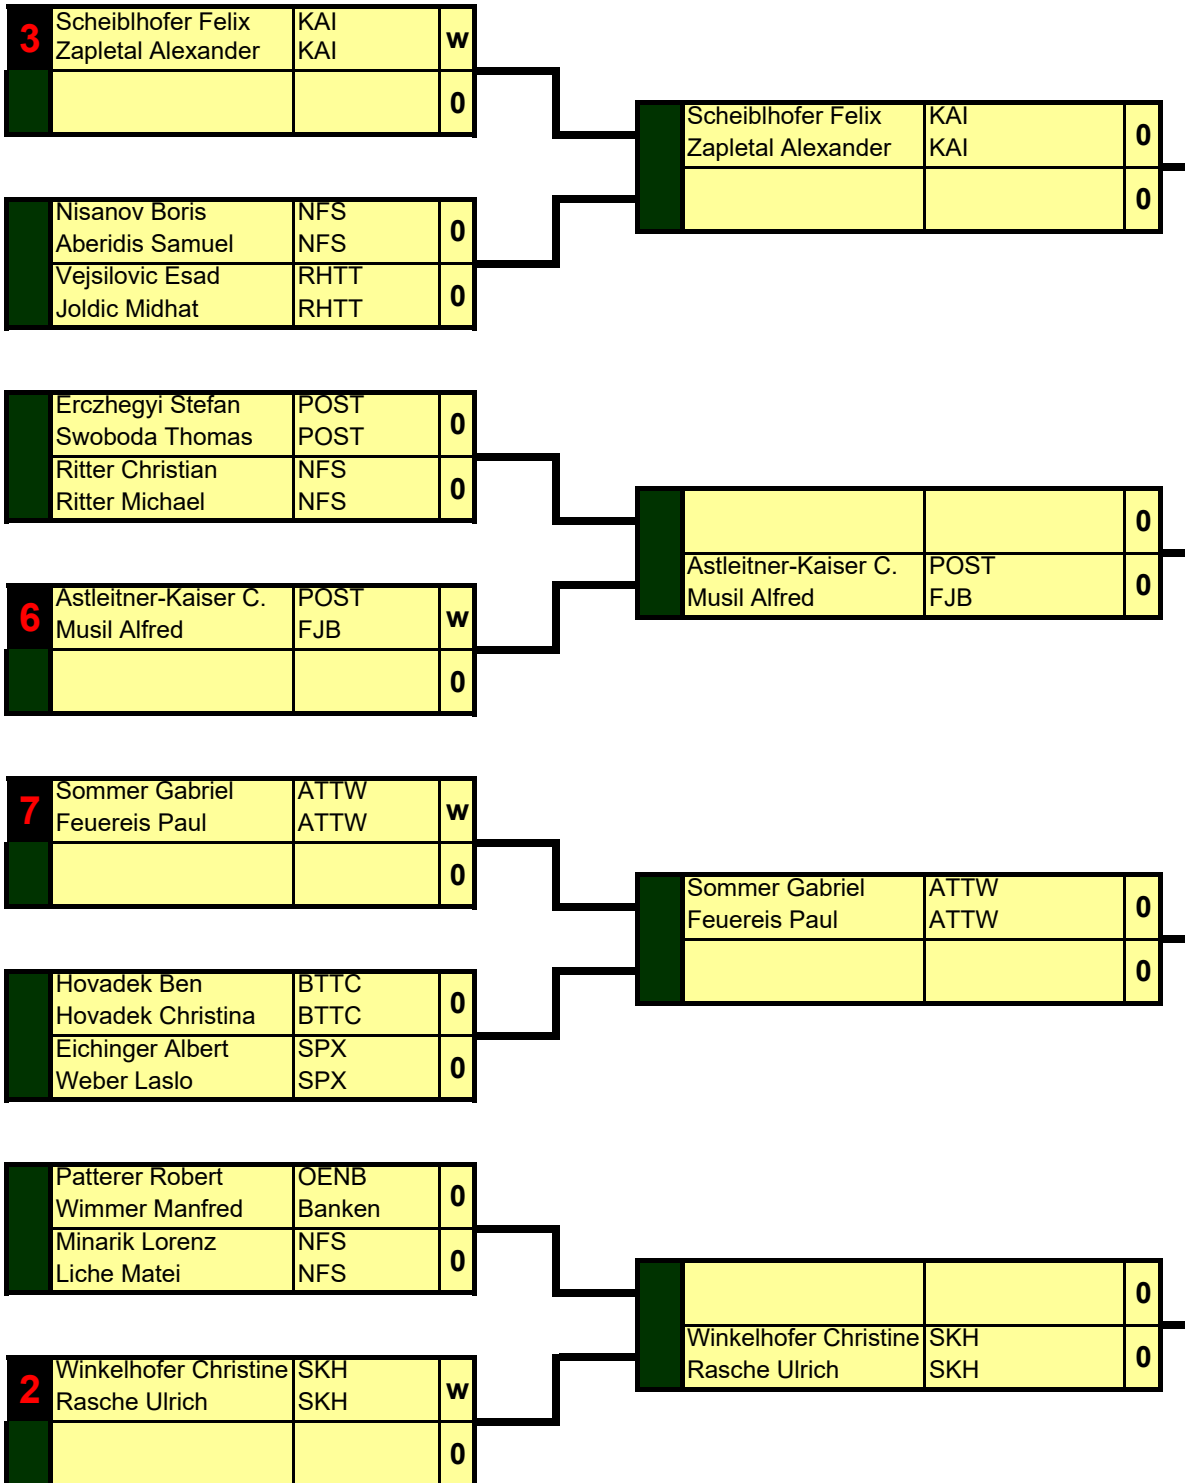 3 Scheiblhofer Felix KAI w
Zapletal Alexander KAI
0
Nisanov Boris NFS 0
Aberidis Samuel NFS
Vejsilovic Esad RHTT 0
Joldic Midhat RHTT
Erczhegyi Stefan POST 0
Swoboda Thomas POST
Ritter Christian NFS 0
Ritter Michael NFS
6 Astleitner-Kaiser C. POST w
Musil Alfred FJB
0
7 Sommer Gabriel ATTW w
Feuereis Paul ATTW
0
Hovadek Ben BTTC 0
Hovadek Christina BTTC
Eichinger Albert SPX 0
Weber Laslo SPX
Patterer Robert OENB 0
Wimmer Manfred Banken
Minarik Lorenz NFS 0
Liche Matei NFS
2 Winkelhofer Christine SKH w
Rasche Ulrich SKH
0
Scheiblhofer Felix KAI 0
Zapletal Alexander KAI
0
0
Astleitner-Kaiser C. POST 0
Musil Alfred FJB
Sommer Gabriel ATTW 0
Feuereis Paul ATTW
0
0
Winkelhofer Christine SKH 0
Rasche Ulrich SKH